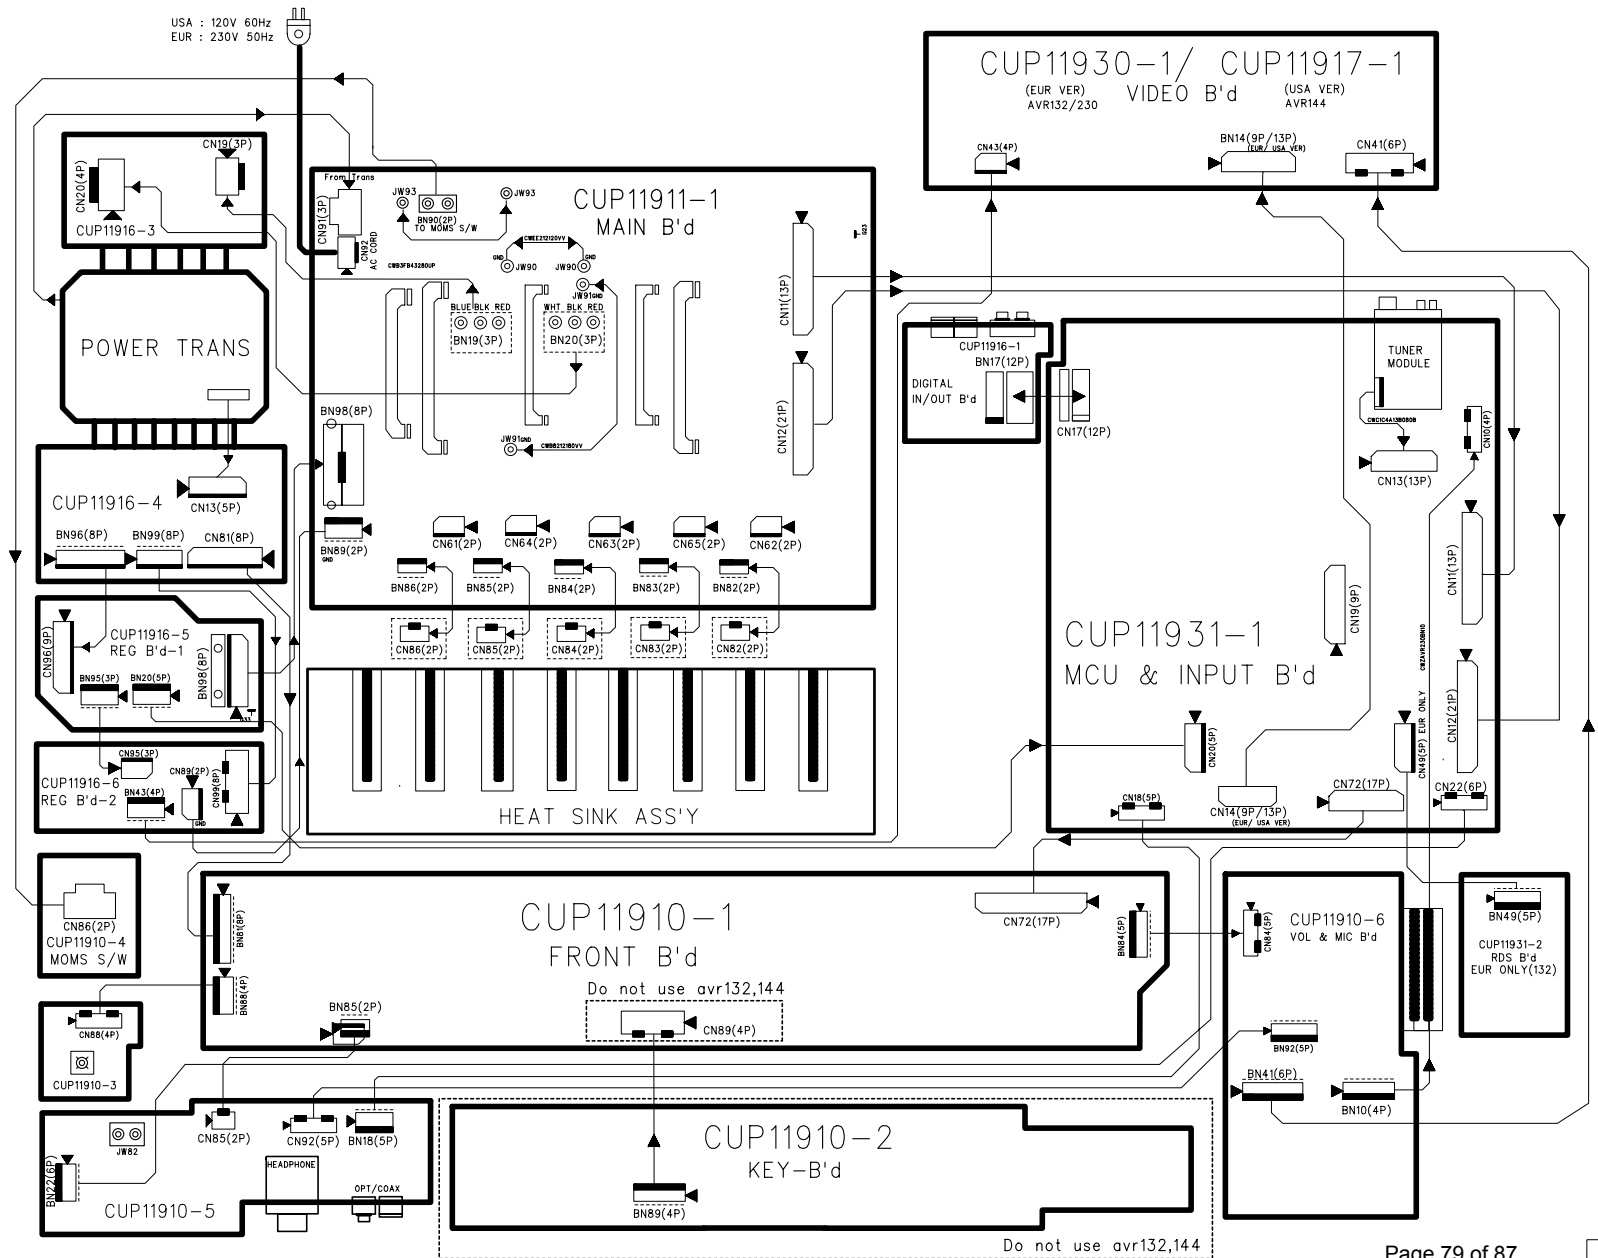 USA : 120V 60Hz
EUR : 230V 50Hz
CUP11930-1/ CUP11917-1
(EUR VER)
AVR132/230
VIDEO B'd
(USA VER)
AVR144
CN43(4P)
BN14(9P/13P)
(EUR/ USA VER)
CN41(6P)
CN19(3P)
CN20(4P)
CUP11916-3
From Trans
CN91(3P)
CN92
AC CORD
JW93
BN90(2P)
TO MOMS S/W
JW93
CUP11911-1
MAIN B'd
CWEE212120VV
GND
JW90
GND
JW90
CWB3FB43280UP
JW91GND
BLUE BLK RED
BN19(3P)
WHT BLK RED
BN20(3P)
G23
CN11(13P)
CN12(21P)
POWER TRANS
BN98(8P)
JW91GND
CWB6212180VV
CUP11916-1
BN17(12P)
DIGITAL
IN/OUT B'd
CN17(12P)
TUNER
MODULE
CWC1C4A13B080B
CN10(4P)
CN13(13P)
CUP11916-4
CN13(5P)
BN96(8P)
BN99(8P)
CN81(8P)
BN89(2P)
GND
CN61(2P)
CN64(2P)
CN63(2P)
CN65(2P)
CN62(2P)
BN86(2P)
BN85(2P)
BN84(2P)
BN83(2P)
BN82(2P)
CN86(2P)
CN85(2P)
CN84(2P)
CN83(2P)
CN82(2P)
CN11(13P)
CN19(9P)
CUP11931-1
MCU & INPUT B'd
CWZAVR230BN10
CN12(21P)
CN96(9P)
CUP11916-5
REG B'd-1
BN95(3P)
BN20(5P)
BN98(8P)
G33
CN20(5P)
CN49(5P) EUR ONLY
CUP11916-6
REG B'd-2
CN95(3P)
CN89(2P)
BN43(4P)
GND
CN99(8P)
HEAT SINK ASS'Y
CN18(5P)
CN14(9P/13P)
(EUR/ USA VER)
CN72(17P)
CN22(6P)
CN86(2P)
CUP11910-4
MOMS S/W
BN81(8P)
BN88(4P)
CUP11910-1
FRONT B'd
CN72(17P)
BN84(5P)
Do not use avr132,144
BN85(2P)
CN89(4P)
CUP11910-6
VOL & MIC B'd
CN84(5P)
BN92(5P)
BN41(6P)
BN10(4P)
BN49(5P)
CUP11931-2
RDS B'd
EUR ONLY(132)
CN88(4P)
CUP11910-3
CN85(2P)
CN92(5P)
BN18(5P)
JW82
BN22(6P)
HEADPHONE
OPT/COAX
CUP11910-5
CUP11910-2
KEY-B'd
BN89(4P)
Do not use avr132,144
Page 79 of 87